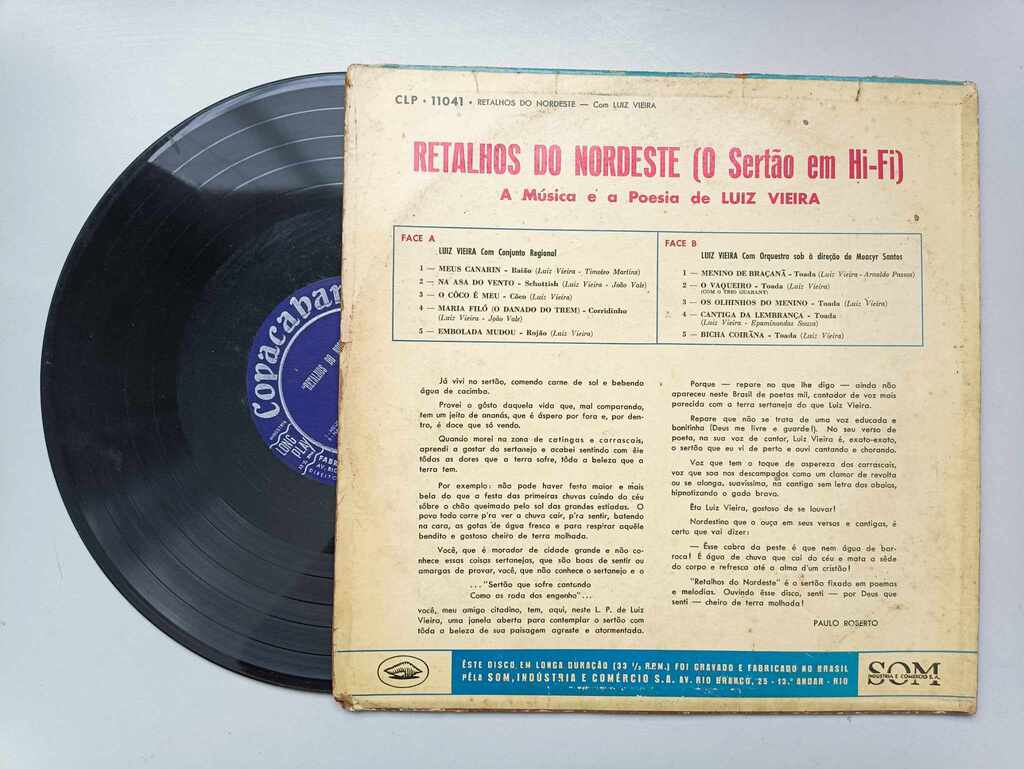 CLP • 11041 • RETALHOS DO NORDESTE — Com LUIZ VIEIRA
RETALHOS DO NORDESTE (O Sertão em Hi-Fi)
A Música e a Poesia de LUIZ VIEIRA
FACE A
LUIZ VIEIRA Com Conjunto Regional
1 — MEUS CANARIN - Baião (Luiz Vieira - Timoteo Martins)
2 — NA ASA DO VENTO - Schottish (Luiz Vieira - João Vale)
3 — O CÔCO É MEU - Côco (Luiz Vieira)
4 — MARIA FILÓ (O DANADO DO TREM) - Corridinho
(Luiz Vieira - João Vale)
5 — EMBOLADA MUDOU - Rojão (Luiz Vieira)
FACE B
LUIZ VIEIRA Com Orquestra sob à direção de Moacyr Santos
1 — MENINO DE BRAÇANÃ - Toada (Luiz Vieira - Arnaldo Passos)
2 — O VAQUEIRO - Toada (Luiz Vieira)
(COM O TRIO GUARANY)
3 — OS OLHINHOS DO MENINO - Toada (Luiz Vieira)
4 — CANTIGA DA LEMBRANÇA - Toada
(Luiz Vieira - Epaminondas Souza)
5 — BICHA COIRÃNA - Toada (Luiz Vieira)
Já vivi no sertão, comendo carne de sol e bebendo
água de cacimba.
Provei o gôsto daquela vida que, mal comparando,
tem um jeito de ananás, que é áspero por fora e, por den-
tro, é doce que só vendo.
Quando morei na zona de catingas e carrascais,
aprendi a gostar do sertanejo e acabei sentindo com êle
tôdas as dores que a terra sofre, tôda a beleza que a
terra tem.
Por exemplo: não pode haver festa maior e mais
bela do que a festa das primeiras chuvas caindo do céu
sôbre o chão queimado pelo sol das grandes estiadas. O
povo todo corre p'ra ver a chuva cair, p'ra sentir, batendo
na cara, as gotas de água fresca e para respirar aquêle
bendito e gostoso cheiro de terra molhada.
Você, que é morador de cidade grande e não co-
nhece essas coisas sertanejas, que são boas de sentir ou
amargas de provar, você, que não conhece o sertanejo e o
... "Sertão que sofre cantando
Como as roda dos engenho"...
você, meu amigo citadino, tem, aqui, neste L. P. de Luiz
Vieira, uma janela aberta para contemplar o sertão com
tôda a beleza de sua paisagem agreste e atormentada.
Porque — repare no que lhe digo — ainda não
apareceu neste Brasil de poetas mil, cantador de voz mais
parecida com a terra sertaneja do que Luiz Vieira.
Repare que não se trata de uma voz educada e
bonitinha (Deus me livre e guarde!). No seu verso de
poeta, na sua voz de cantor, Luiz Vieira é, exato-exato,
o sertão que eu vi de perto e ouvi cantando e chorando.
Voz que tem o toque de aspereza dos carrascais,
voz que soa nos descampados como um clamor de revolta
ou se alonga, suavíssima, na cantiga sem letra dos aboios,
hipnotizando o gado bravo.
Êta Luiz Vieira, gostoso de se louvar!
Nordestino que o ouça em seus versos e cantigas, é
certo que vai dizer:
— Êsse cabra da peste é que nem água de bar-
roca! É água de chuva que cai do céu e mata a sêde
do corpo e refresca até a alma d'um cristão!
"Retalhos do Nordeste" é o sertão fixado em poemas
e melodias. Ouvindo êsse disco, senti — por Deus que
senti — cheiro de terra molhada!
PAULO ROBERTO
ÊSTE DISCO EM LONGA DURAÇÃO (33 1/3 R.P.M.) FOI GRAVADO E FABRICADO NO BRASIL
PELA SOM, INDÚSTRIA E COMÉRCIO S.A. AV. RIO BRANCO, 25 - 13.º ANDAR - RIO
SOM
INDÚSTRIA E COMÉRCIO S.A.
Copacaban
"RETALHOS DO
LONG
PLAY